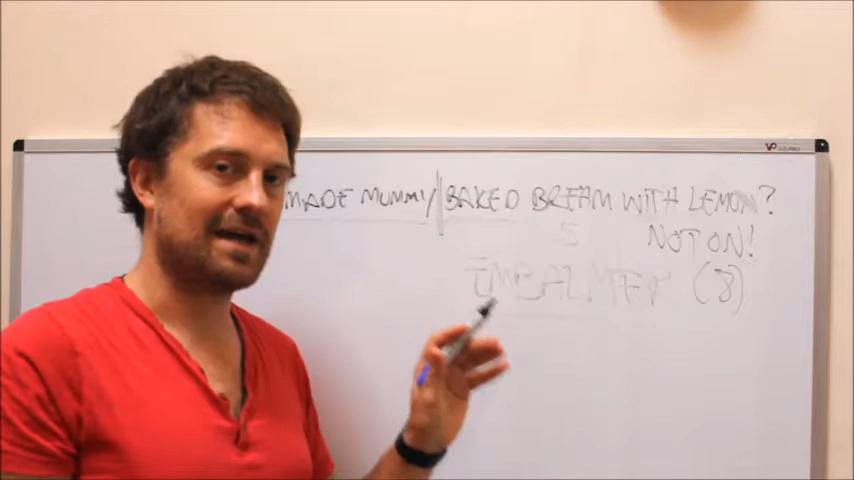 MADE MUMMY/BAKED BREAM WITH LEMON?
NOT ON!
EMBALMER (8)